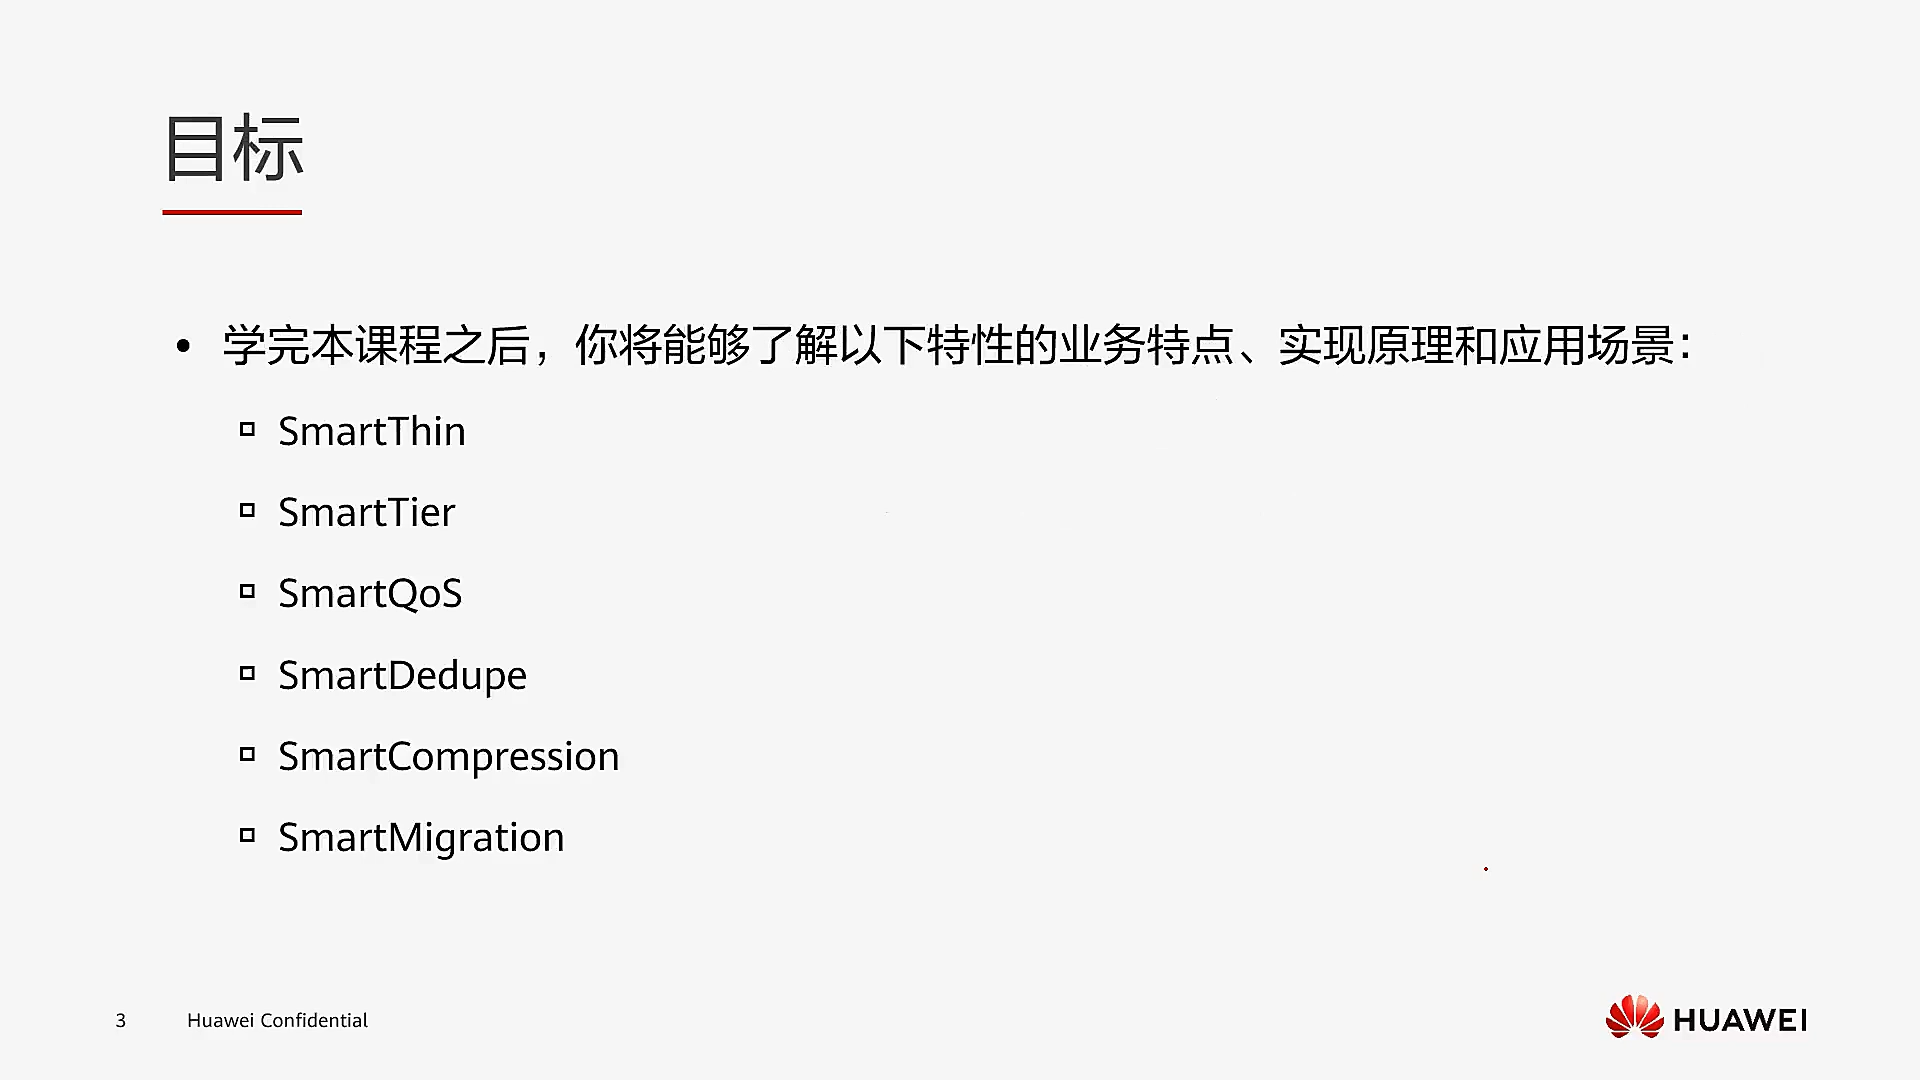 目标
• 学完本课程之后，你将能够了解以下特性的业务特点、实现原理和应用场景：
SmartThin
SmartTier
SmartQoS
SmartDedupe
SmartCompression
SmartMigration
3 Huawei Confidential
HUAWEI